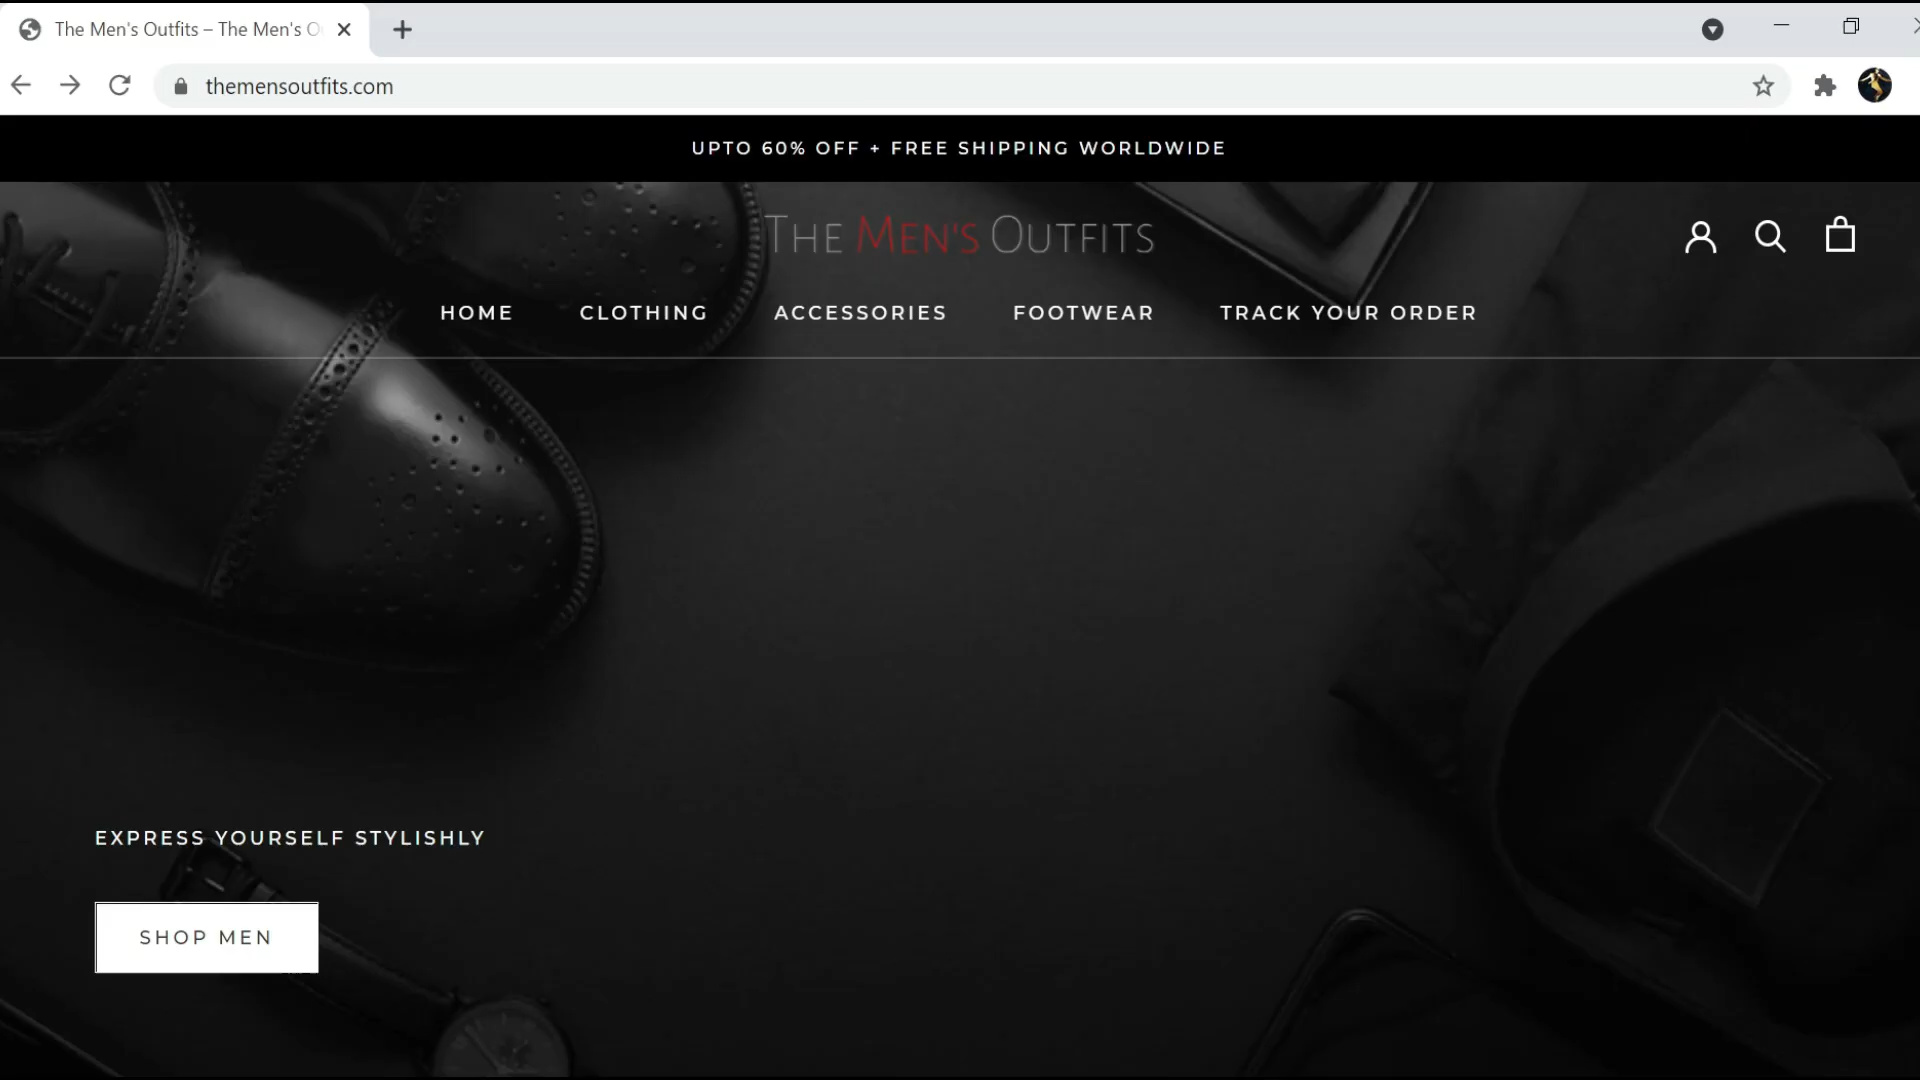 The Men's Outfits – The Men's O
themensoutfits.com
UPTO 60% OFF + FREE SHIPPING WORLDWIDE
THE MEN'S OUTFITS
HOME CLOTHING ACCESSORIES FOOTWEAR TRACK YOUR ORDER
EXPRESS YOURSELF STYLISHLY
SHOP MEN